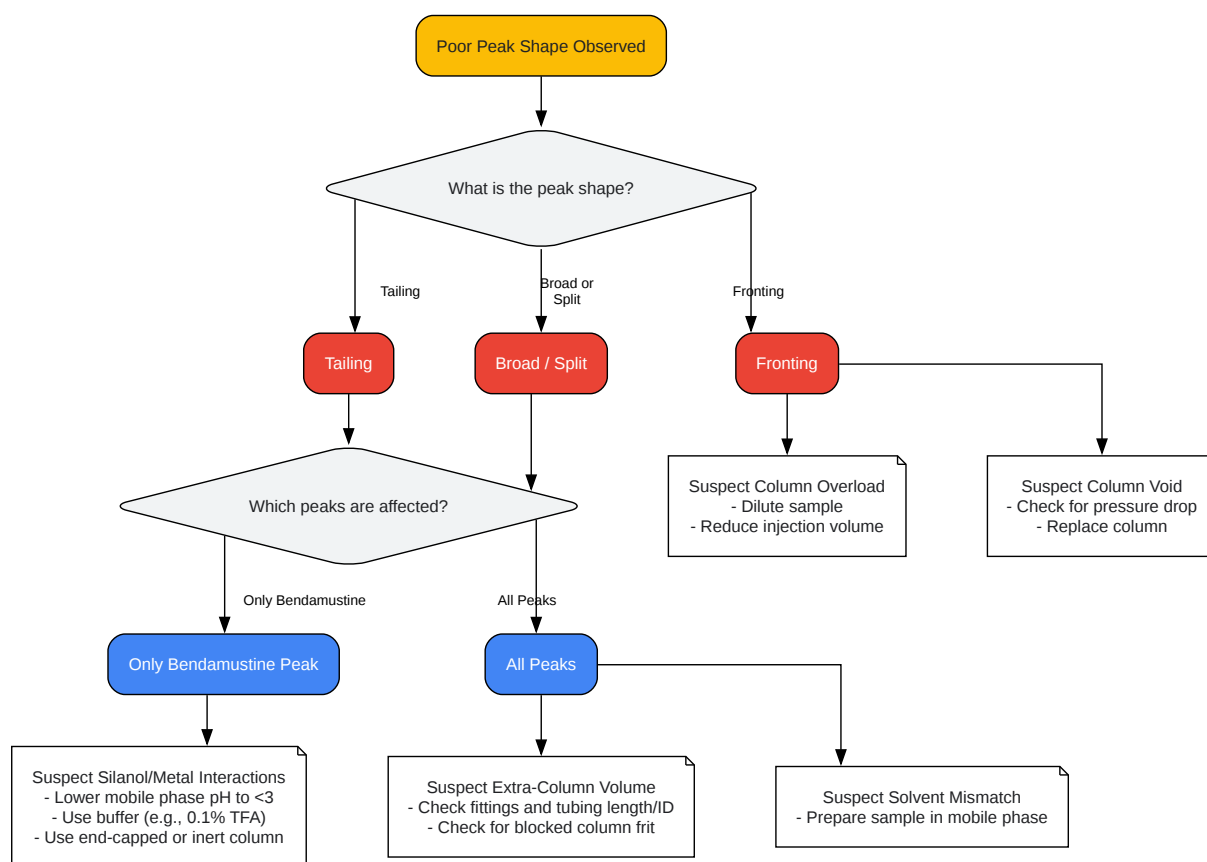 Poor Peak Shape Observed
What is the peak shape?
Tailing
Broad or
Split
Fronting
Tailing
Broad / Split
Fronting
Which peaks are affected?
Suspect Column Overload
- Dilute sample
- Reduce injection volume
Suspect Column Void
- Check for pressure drop
- Replace column
Only Bendamustine
All Peaks
Only Bendamustine Peak
All Peaks
Suspect Silanol/Metal Interactions
- Lower mobile phase pH to <3
- Use buffer (e.g., 0.1% TFA)
- Use end-capped or inert column
Suspect Extra-Column Volume
- Check fittings and tubing length/ID
- Check for blocked column frit
Suspect Solvent Mismatch
- Prepare sample in mobile phase